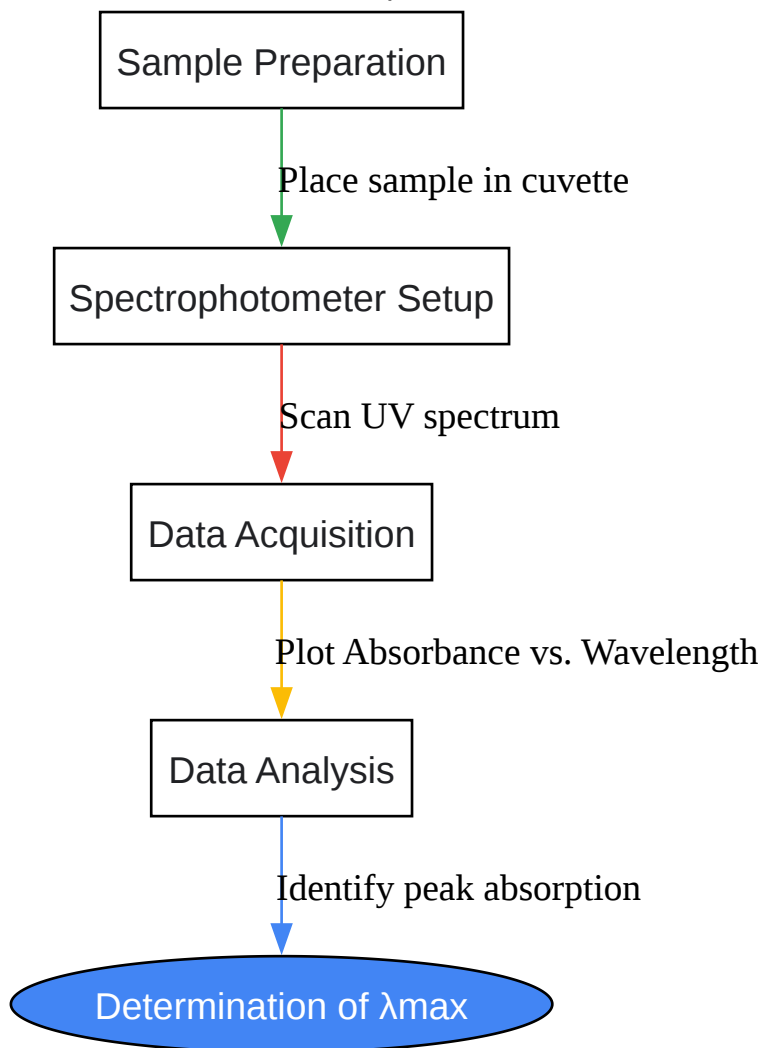 Sample Preparation
Place sample in cuvette
Spectrophotometer Setup
Scan UV spectrum
Data Acquisition
Plot Absorbance vs. Wavelength
Data Analysis
Identify peak absorption
Determination of λmax